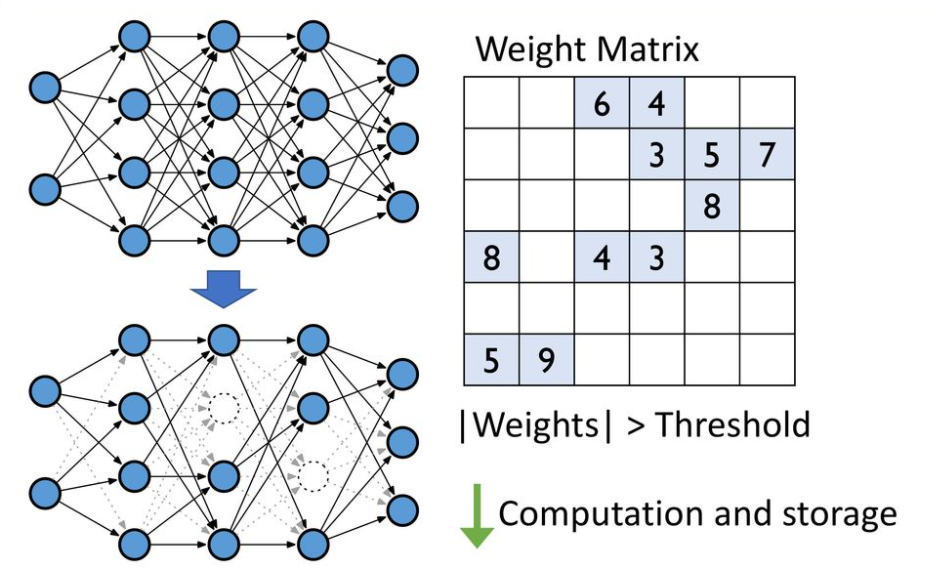 Weight Matrix
6 4
3 5 7
8
8 4 3
5 9
|Weights| > Threshold
Computation and storage